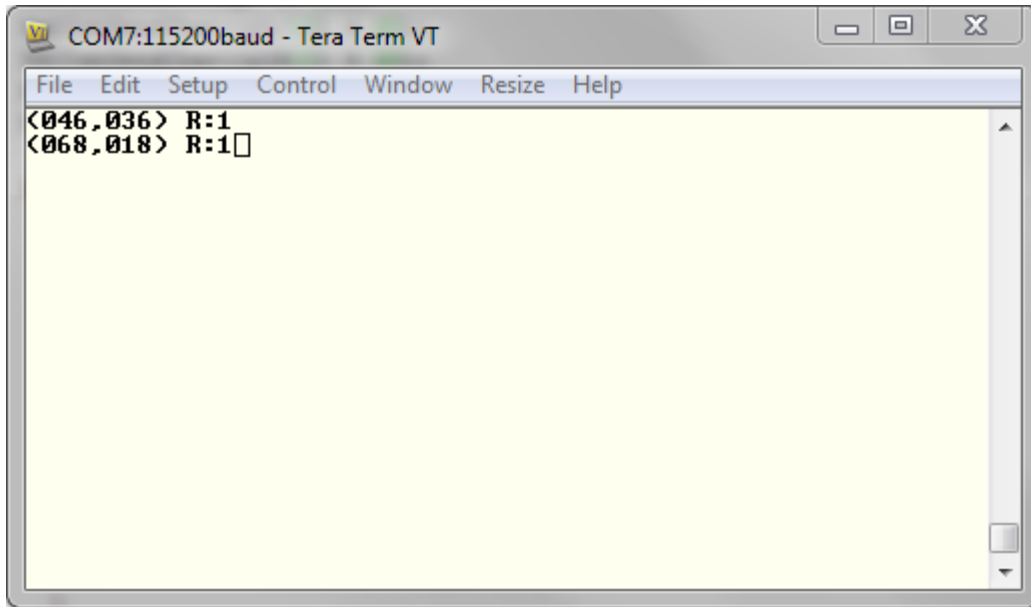 COM7:115200baud - Tera Term VT
File Edit Setup Control Window Resize Help
(046,036) R:1
(068,018) R:1